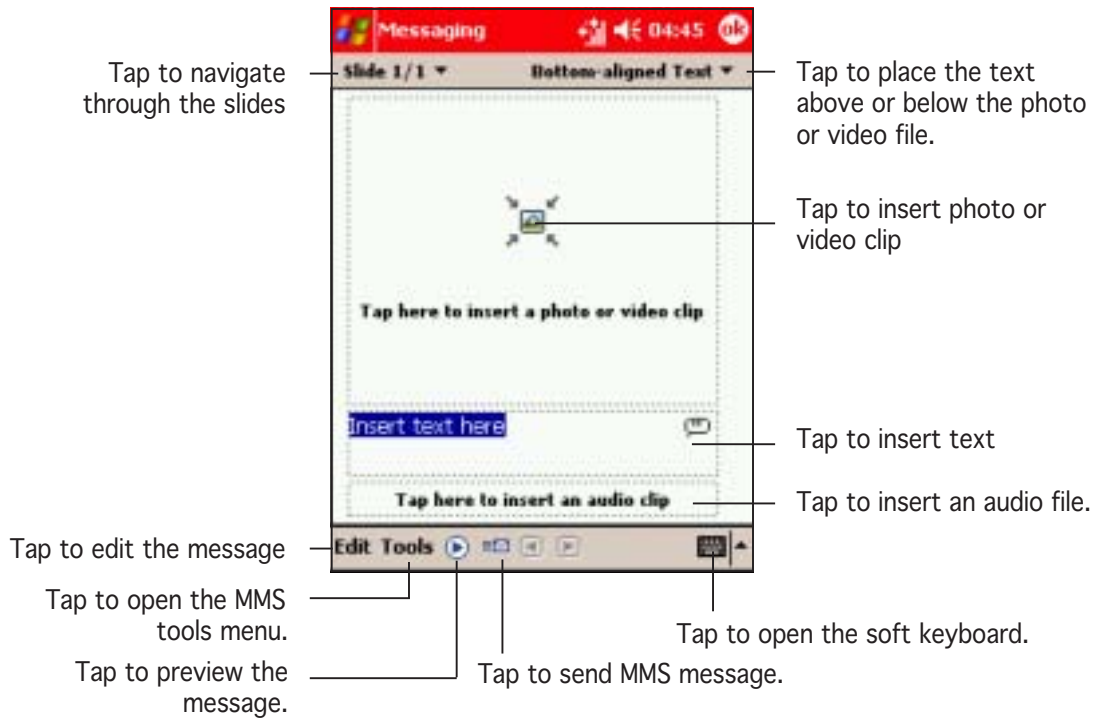 Messaging 04:45 ok
Slide 1/1 Bottom-aligned Text
Tap to navigate
through the slides
Tap to place the text
above or below the photo
or video file.
Tap to insert photo or
video clip
Tap here to insert a photo or video clip
Insert text here
Tap to insert text
Tap here to insert an audio clip
Tap to insert an audio file.
Tap to edit the message
Edit Tools
Tap to open the MMS
tools menu.
Tap to open the soft keyboard.
Tap to preview the
message.
Tap to send MMS message.